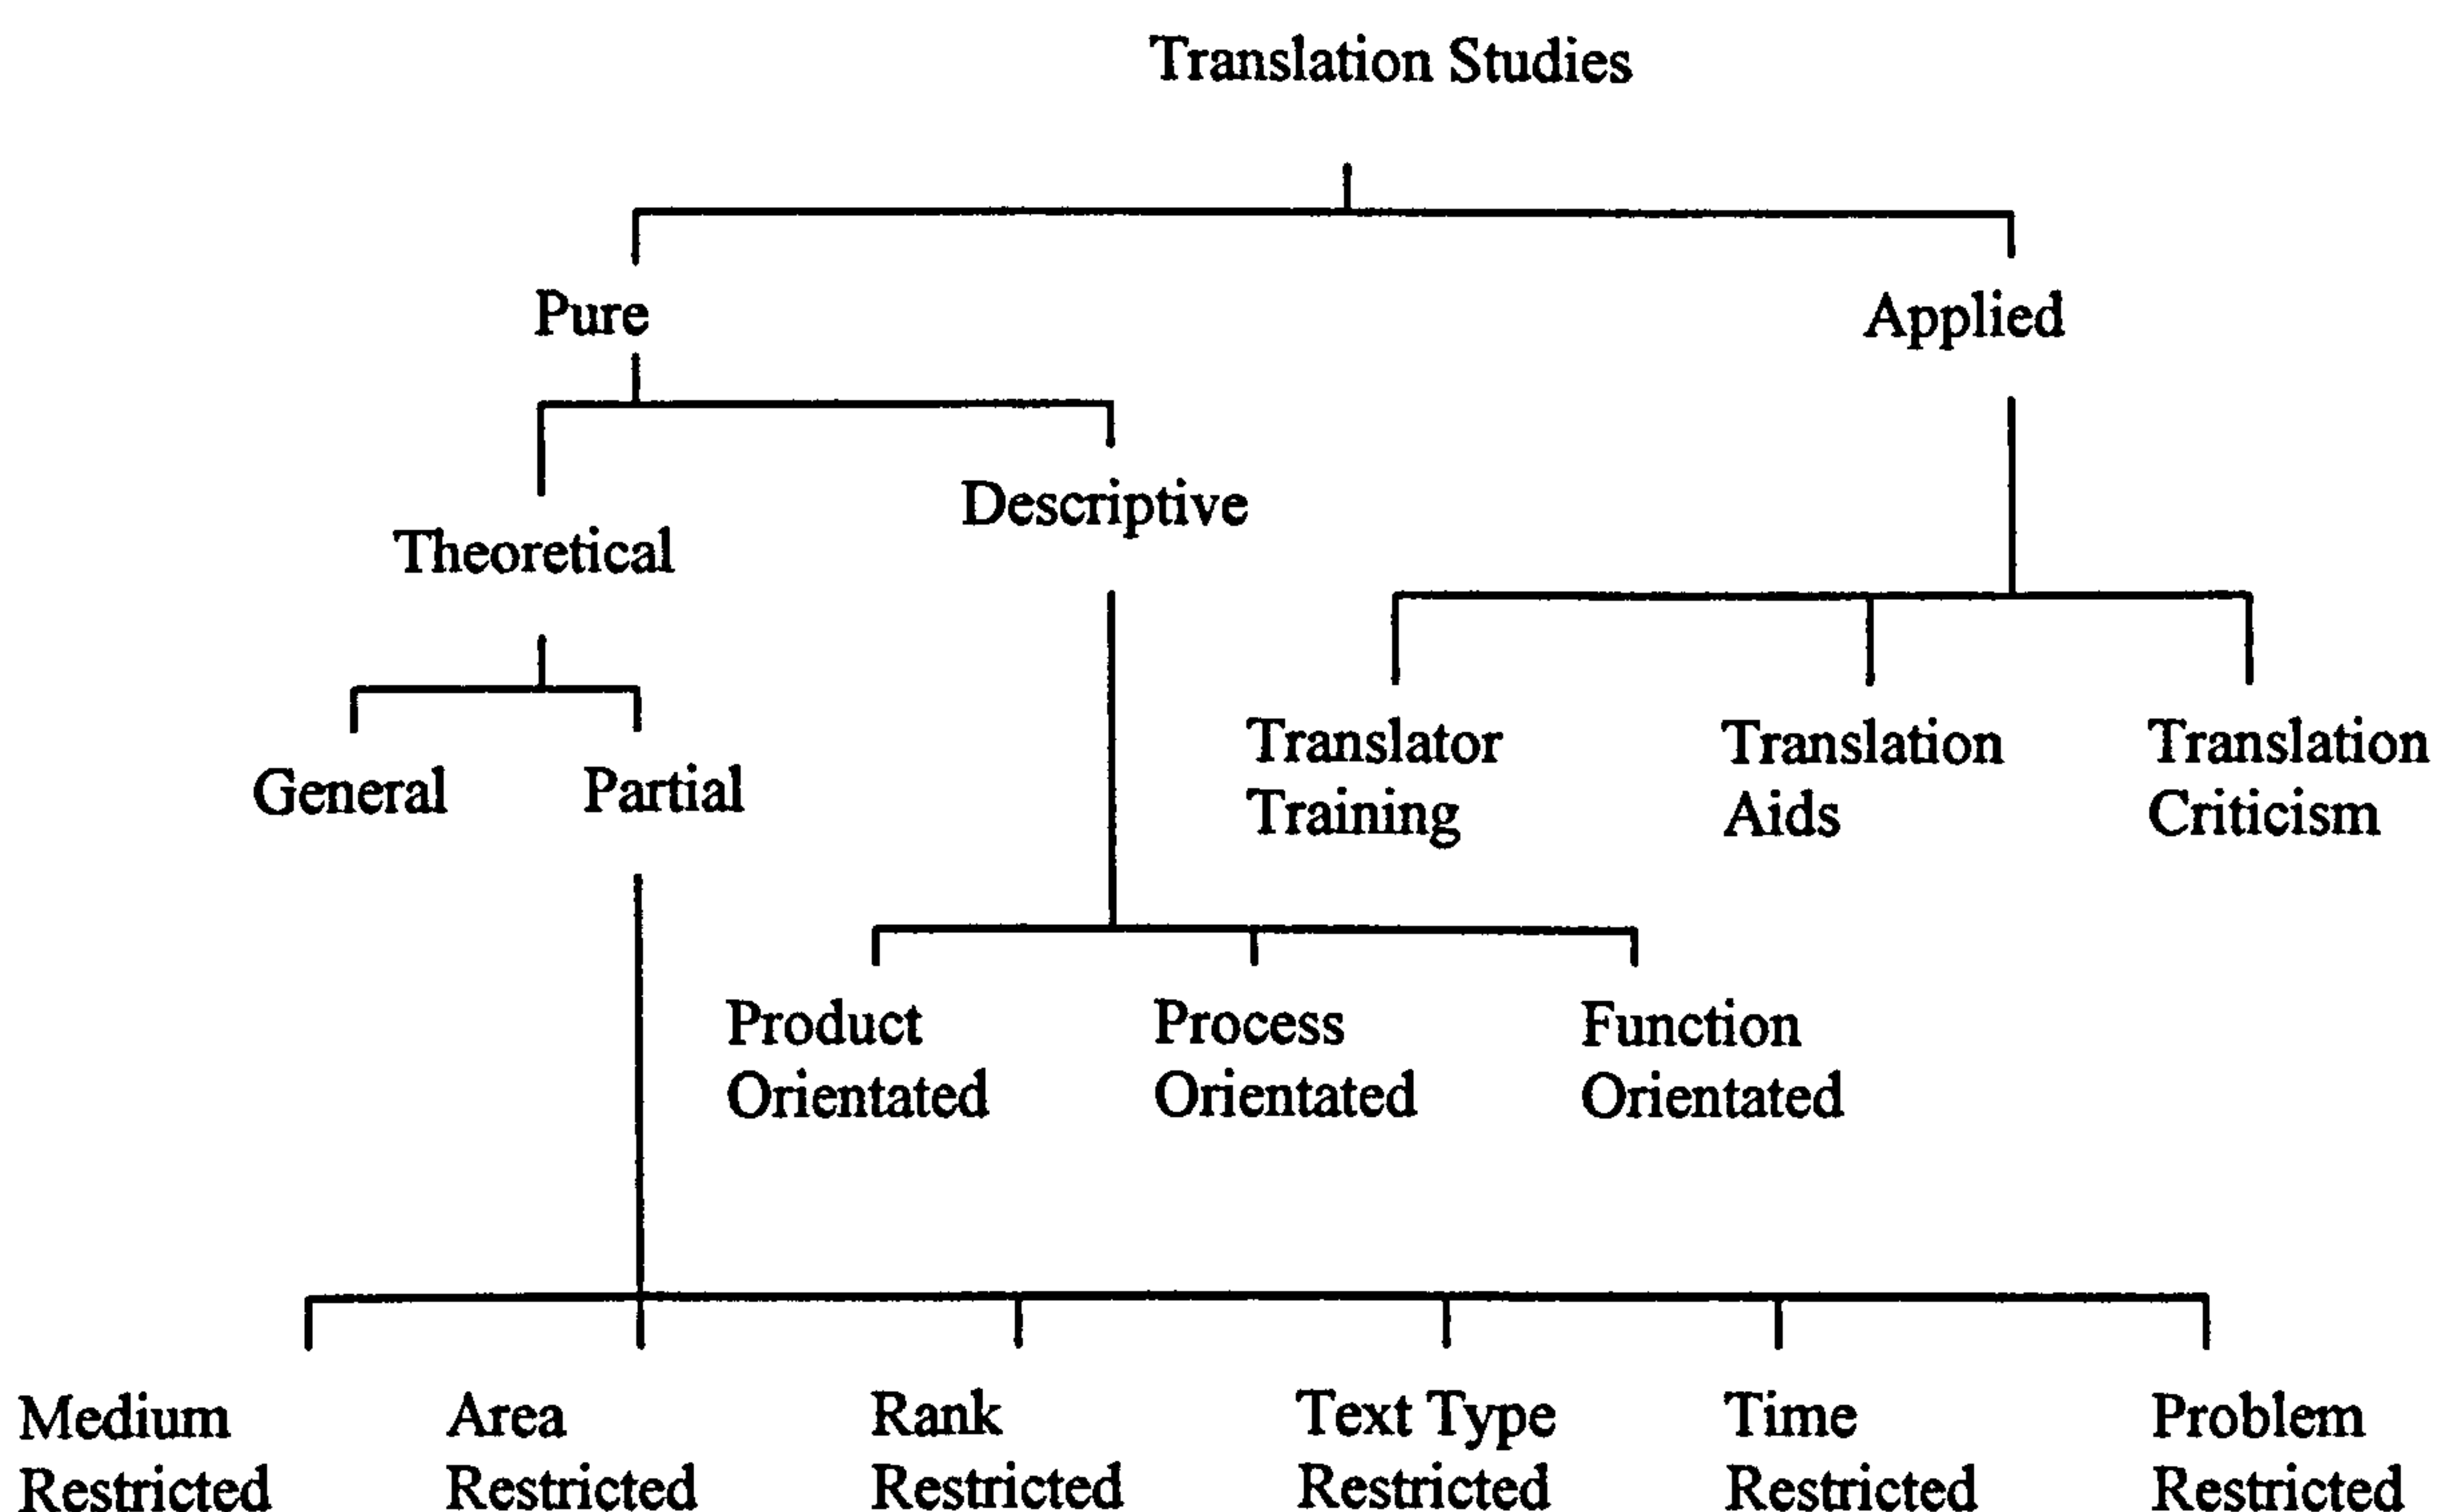 Translation Studies
Pure
Applied
Descriptive
Theoretical
Translator
Training
Translation
Aids
Translation
Criticism
General
Partial
Product
Orientated
Process
Orientated
Function
Orientated
Medium
Restricted
Area
Restricted
Rank
Restricted
Text Type
Restricted
Time
Restricted
Problem
Restricted